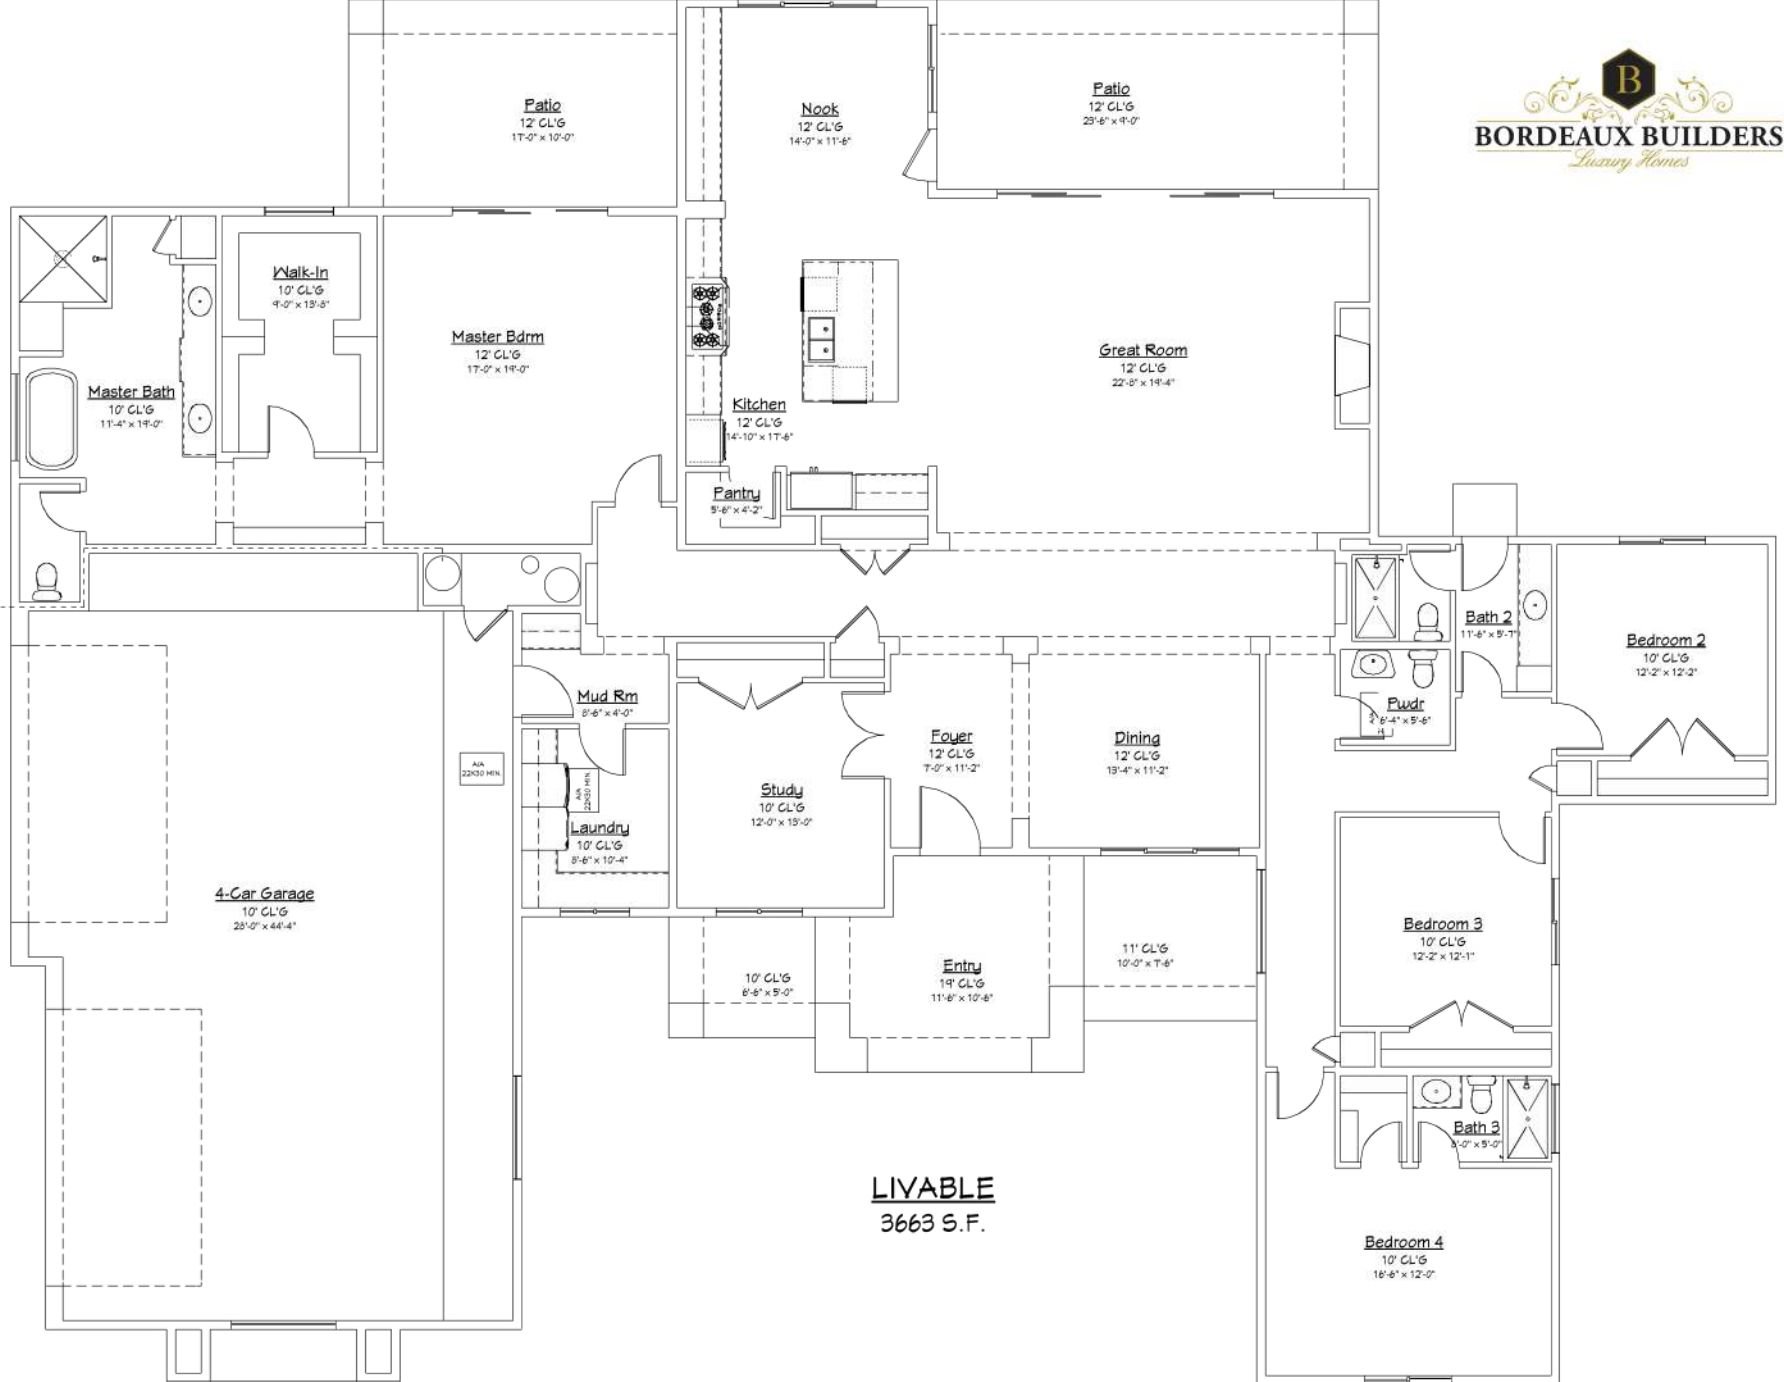 B
BORDEAUX BUILDERS
Luxury Homes
Patio
12' CL'G
17'-0" x 10'-0"
Nook
12' CL'G
14'-0" x 11'-6"
Patio
12' CL'G
23'-6" x 9'-0"
Walk-In
10' CL'G
9'-0" x 13'-8"
Master Bdrm
12' CL'G
17'-0" x 19'-0"
Great Room
12' CL'G
22'-8" x 19'-4"
Master Bath
10' CL'G
11'-4" x 19'-0"
Kitchen
12' CL'G
14'-10" x 17'-6"
Pantry
5'-6" x 4'-2"
Bath 2
11'-6" x 5'-7"
Bedroom 2
10' CL'G
12'-2" x 12'-2"
Mud Rm
8'-6" x 4'-0"
Pwdr
6'-4" x 5'-6"
Foyer
12' CL'G
7'-0" x 11'-2"
Dining
12' CL'G
13'-4" x 11'-2"
A/A
22X30 MIN.
A/A
22X30 MIN.
Study
10' CL'G
12'-0" x 13'-0"
Laundry
10' CL'G
8'-6" x 10'-4"
4-Car Garage
10' CL'G
28'-0" x 44'-4"
Bedroom 3
10' CL'G
12'-2" x 12'-1"
11' CL'G
10'-0" x 7'-6"
10' CL'G
6'-6" x 5'-0"
Entry
19' CL'G
11'-8" x 10'-6"
Bath 3
8'-0" x 5'-0"
LIVABLE
3663 S.F.
Bedroom 4
10' CL'G
16'-6" x 12'-0"